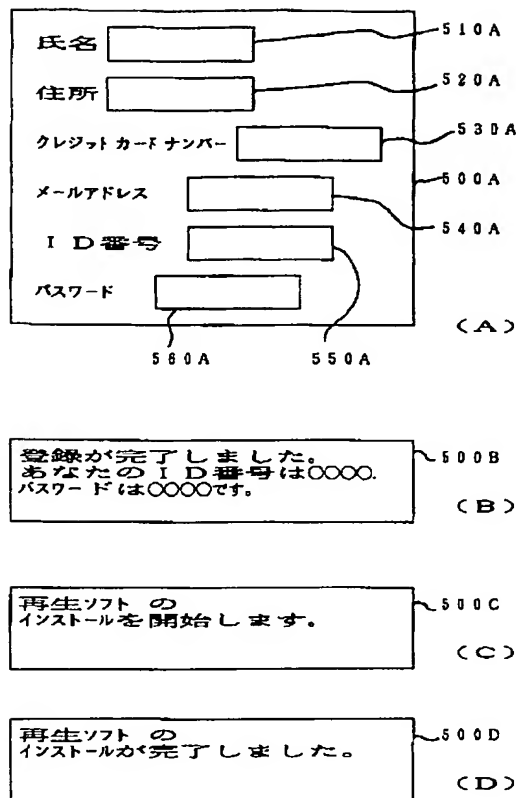 氏名 510A
住所 520A
クレジット カード ナンバー 530A
500A
メールアドレス 540A
ID番号
パスワード
(A)
560A 550A
登録が完了しました。 500B
あなたのID番号は○○○○.
パスワードは○○○○です。
(B)
再生ソフト の 500C
インストールを開始します。
(C)
再生ソフト の 500D
インストールが完了しました。
(D)